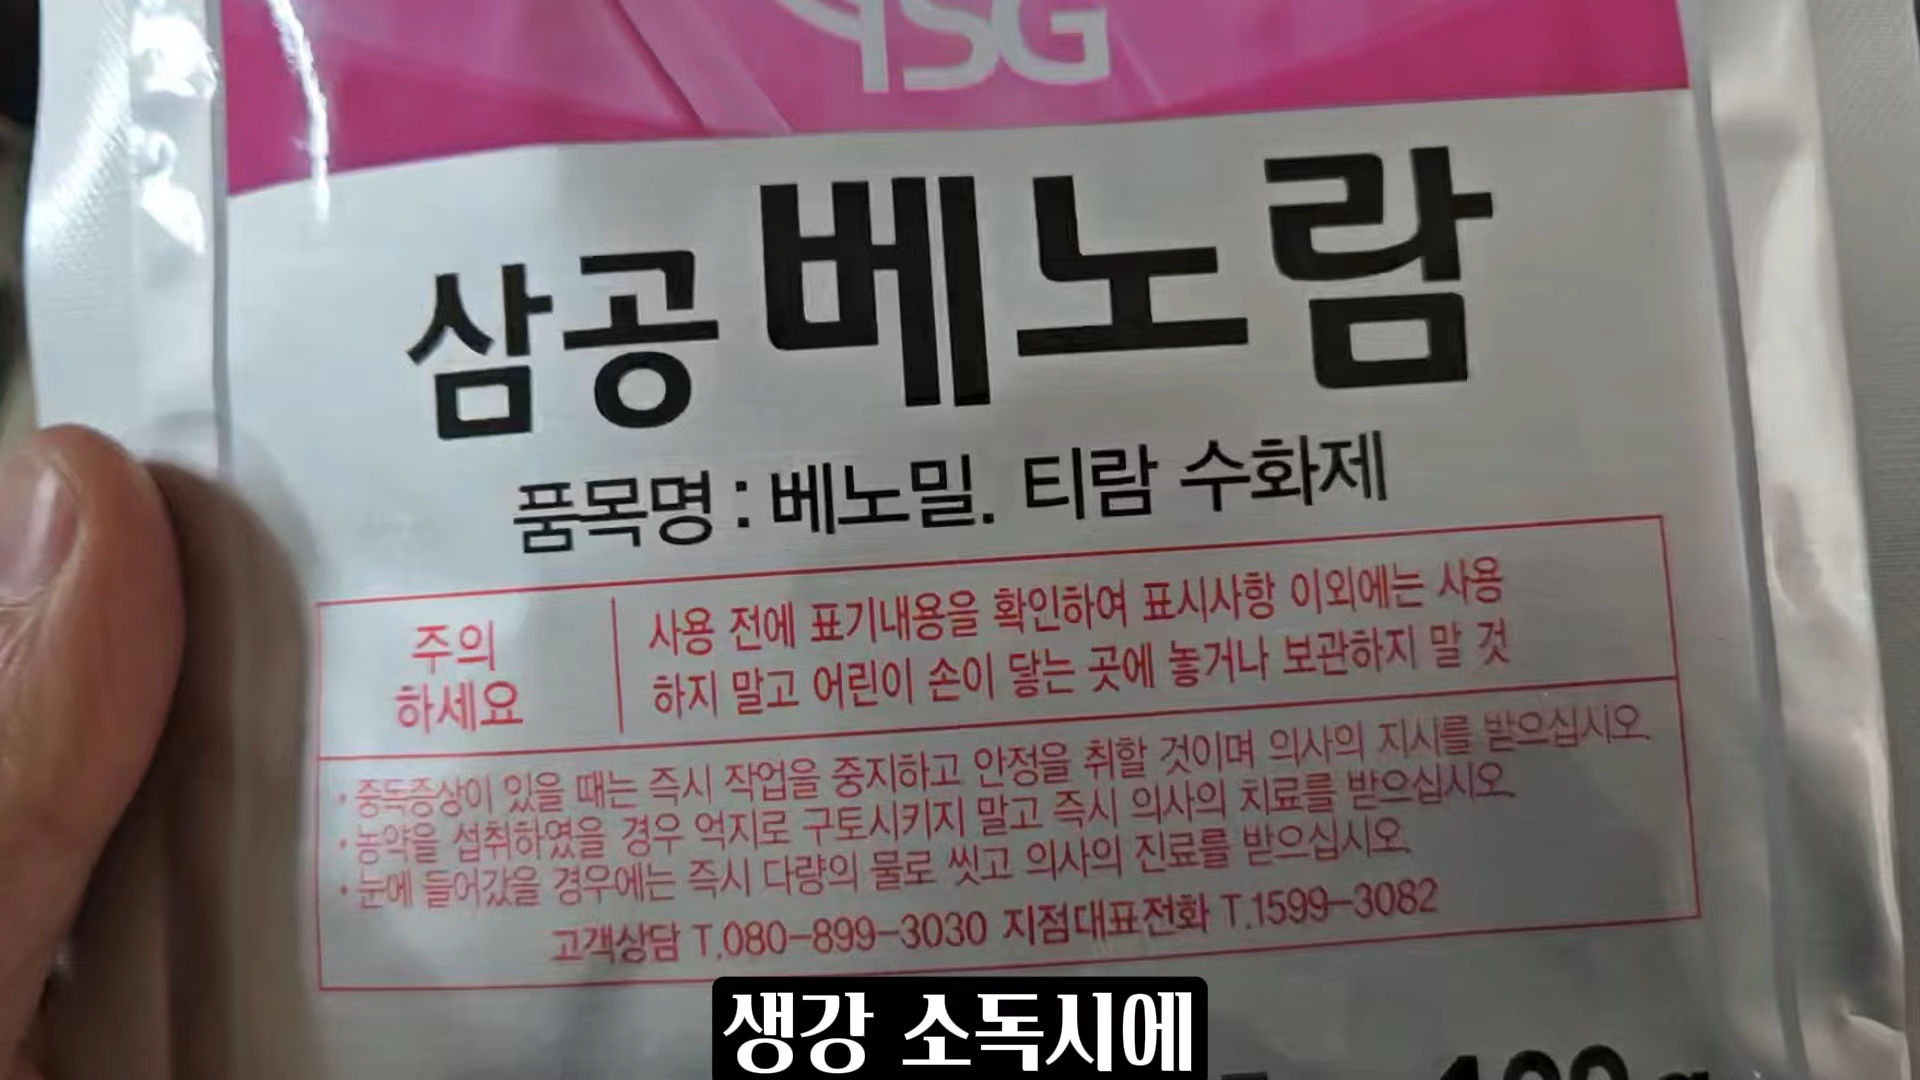 SG
삼공베노람
품목명 : 베노밀. 티람 수화제
주의
하세요
사용 전에 표기내용을 확인하여 표시사항 이외에는 사용
하지 말고 어린이 손이 닿는 곳에 놓거나 보관하지 말 것
· 중독증상이 있을 때는 즉시 작업을 중지하고 안정을 취할 것이며 의사의 지시를 받으십시오.
· 농약을 섭취하였을 경우 억지로 구토시키지 말고 즉시 의사의 치료를 받으십시오.
· 눈에 들어갔을 경우에는 즉시 다량의 물로 씻고 의사의 진료를 받으십시오.
고객상담 T.080-899-3030 지점대표전화 T.1599-3082
생강 소독시에